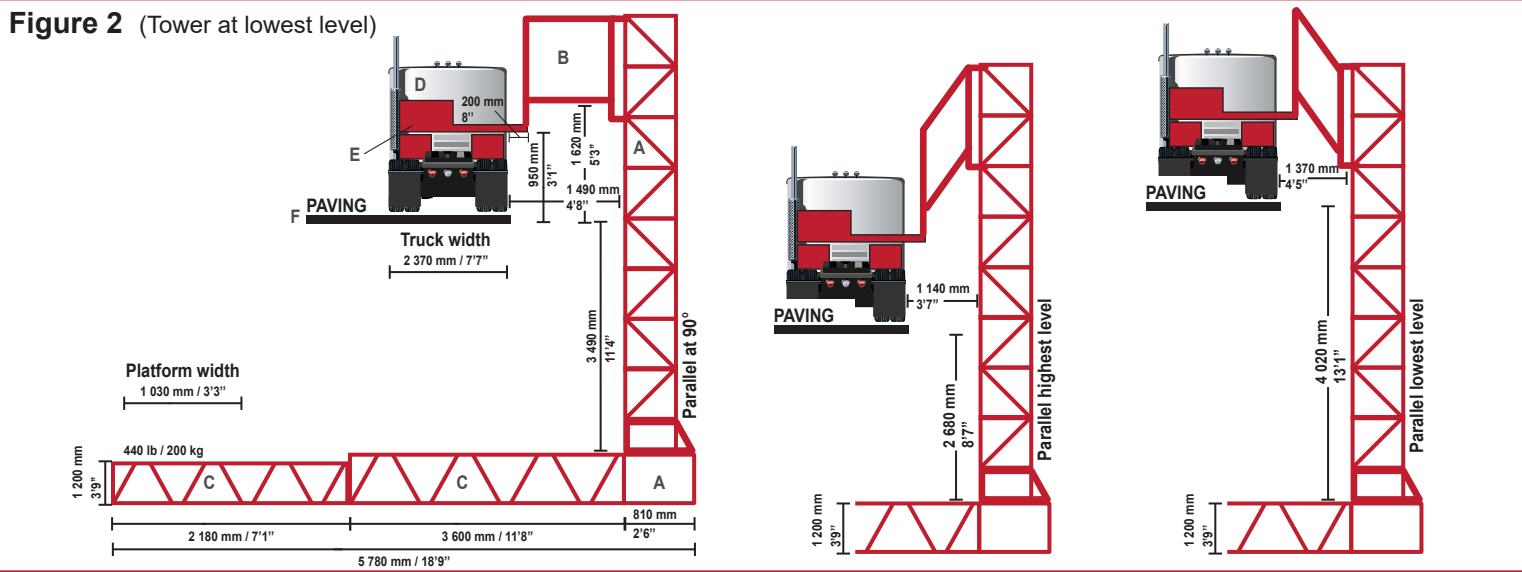 Figure 2 (Tower at lowest level)
B
D
200 mm
8”
E
A
1 620 mm
5’3”
950 mm
3’1”
1 490 mm
4’8”
F PAVING
Truck width
2 370 mm / 7’7”
3 490 mm
11’4”
Parallel at 90°
Platform width
1 030 mm / 3’3”
440 lb / 200 kg
1 200 mm
3’9”
C
C
A
810 mm
2’6”
2 180 mm / 7’1”
3 600 mm / 11’8”
5 780 mm / 18’9”
PAVING
1 140 mm
3’7”
2 680 mm
8’7”
Parallel highest level
1 200 mm
3’9”
PAVING
1 370 mm
4’5”
4 020 mm
13’1”
Parallel lowest level
1 200 mm
3’9”